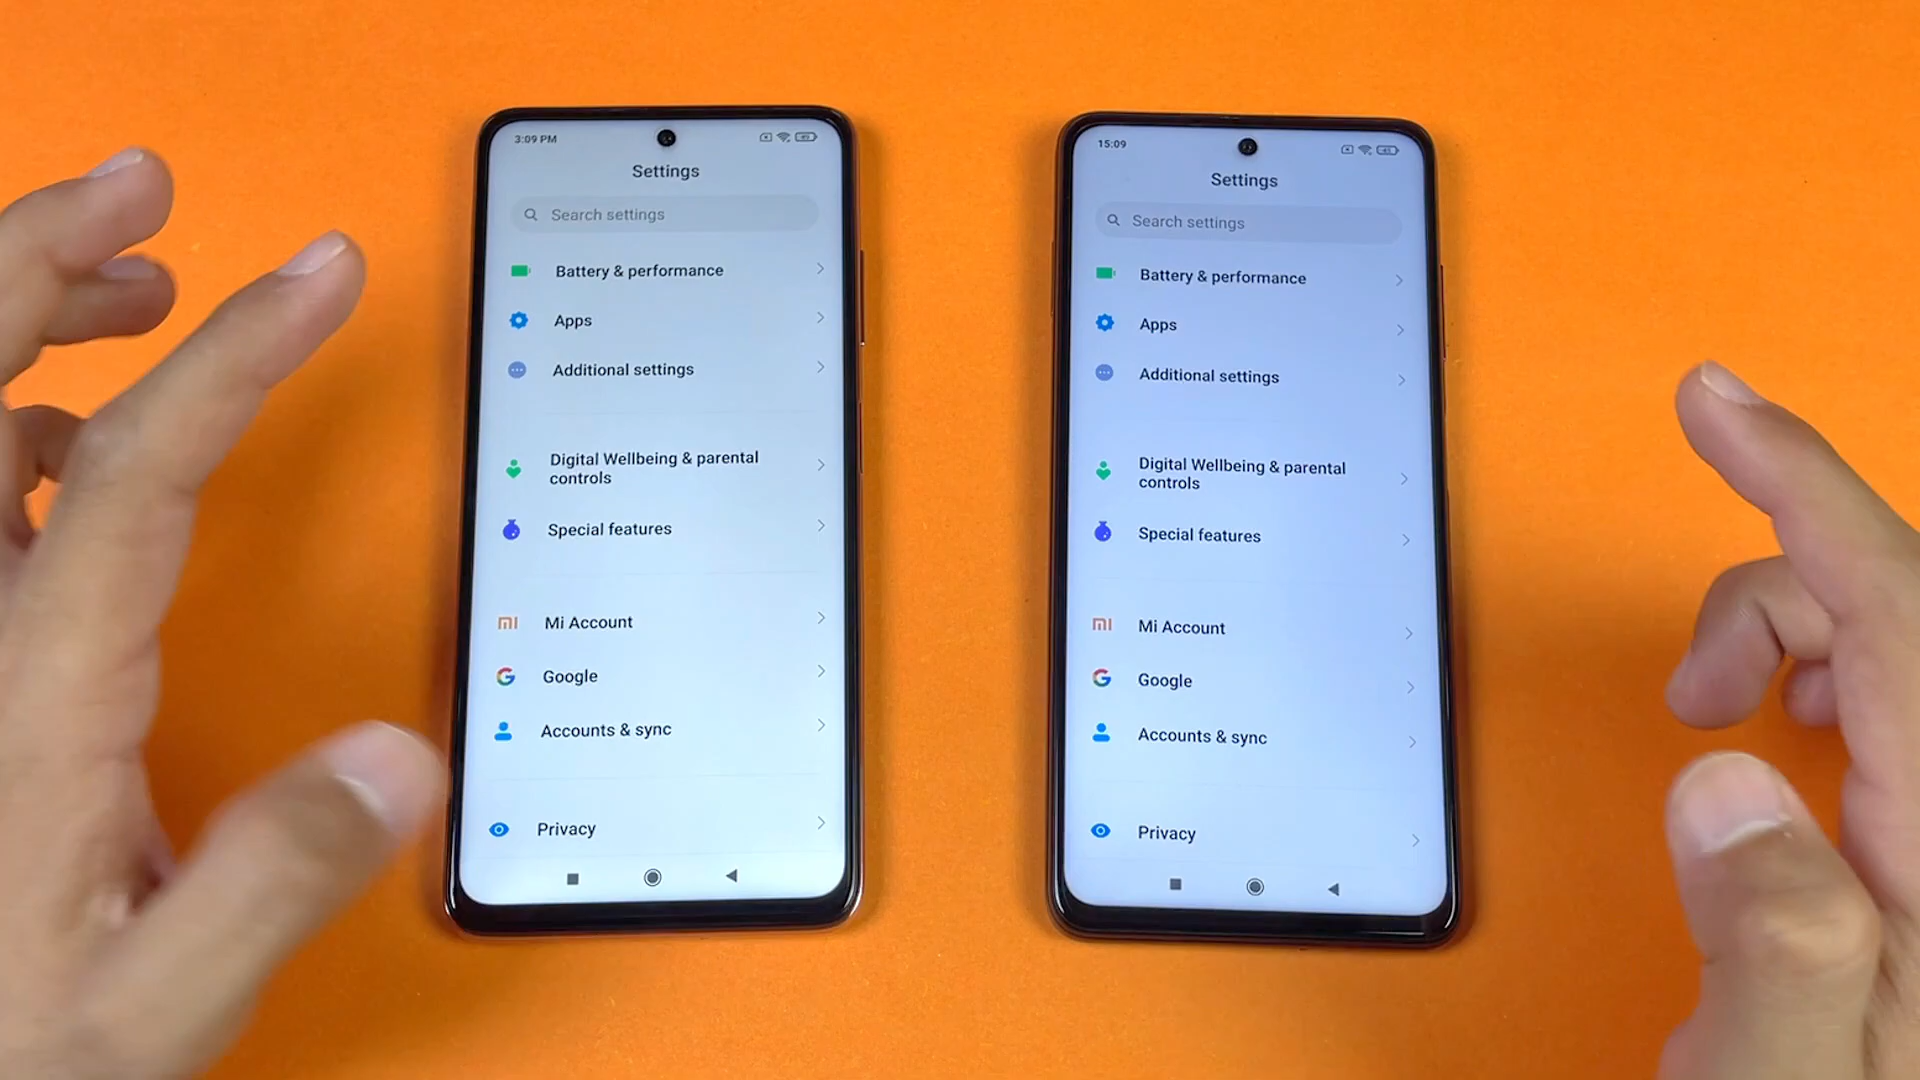 3:09 PM
Settings
Search settings
Battery & performance
Apps
Additional settings
Digital Wellbeing & parental
controls
Special features
Mi Account
Google
Accounts & sync
Privacy
15:09
Settings
Search settings
Battery & performance
Apps
Additional settings
Digital Wellbeing & parental
controls
Special features
Mi Account
Google
Accounts & sync
Privacy